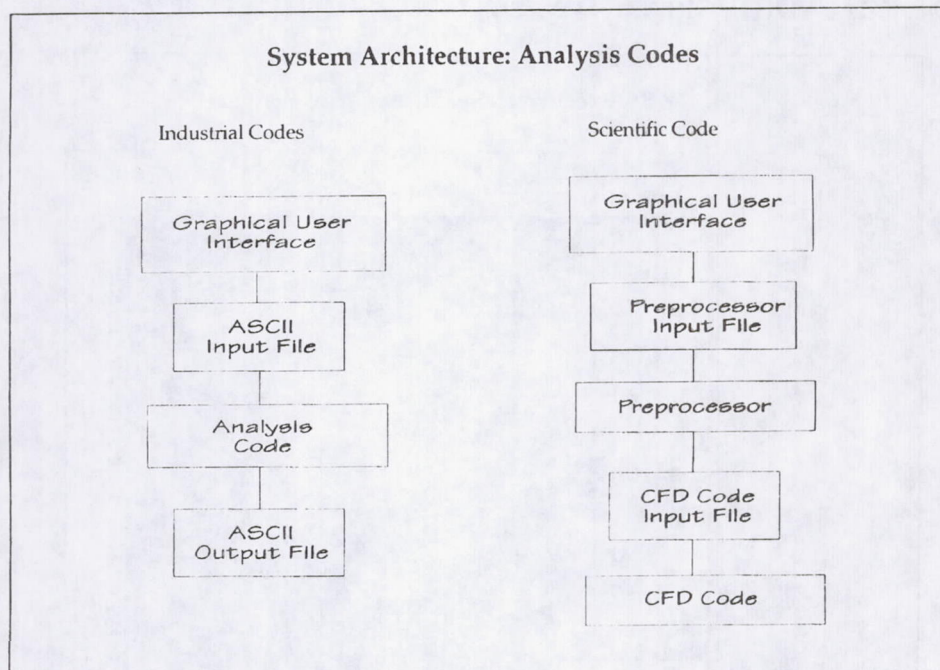 System Architecture: Analysis Codes
Industrial Codes
Graphical User
Interface
ASCII
Input File
Analysis
Code
ASCII
Output File
Scientific Code
Graphical User
Interface
Preprocessor
Input File
Preprocessor
CFD Code
Input File
CFD Code